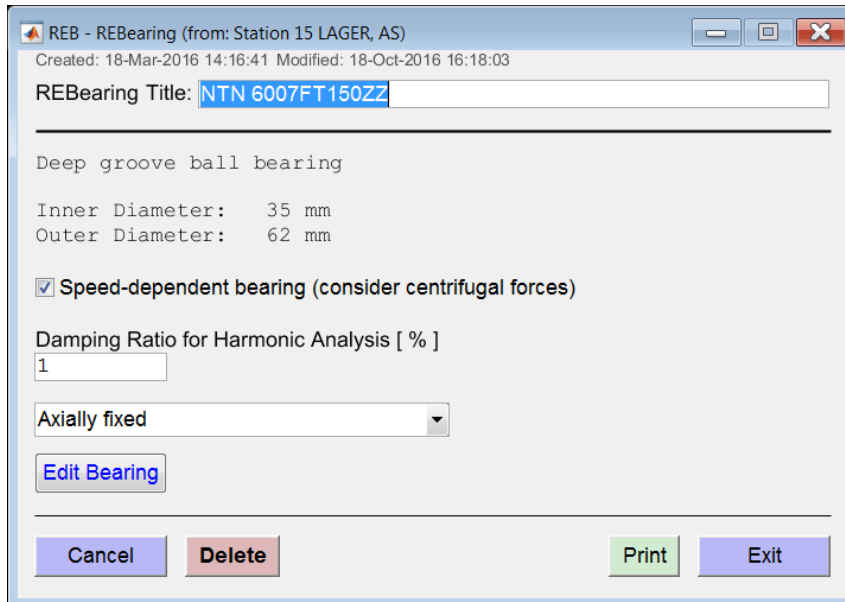 REB - REBearing (from: Station 15 LAGER, AS)
Created: 18-Mar-2016 14:16:41 Modified: 18-Oct-2016 16:18:03
REBearing Title: NTN 6007FT150ZZ
Deep groove ball bearing
Inner Diameter: 35 mm
Outer Diameter: 62 mm
Speed-dependent bearing (consider centrifugal forces)
Damping Ratio for Harmonic Analysis [ % ]
1
Axially fixed
Edit Bearing
Cancel Delete Print Exit